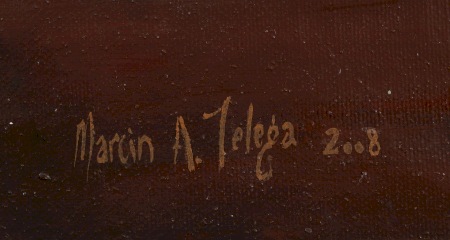 Marcin A. Telega 2008